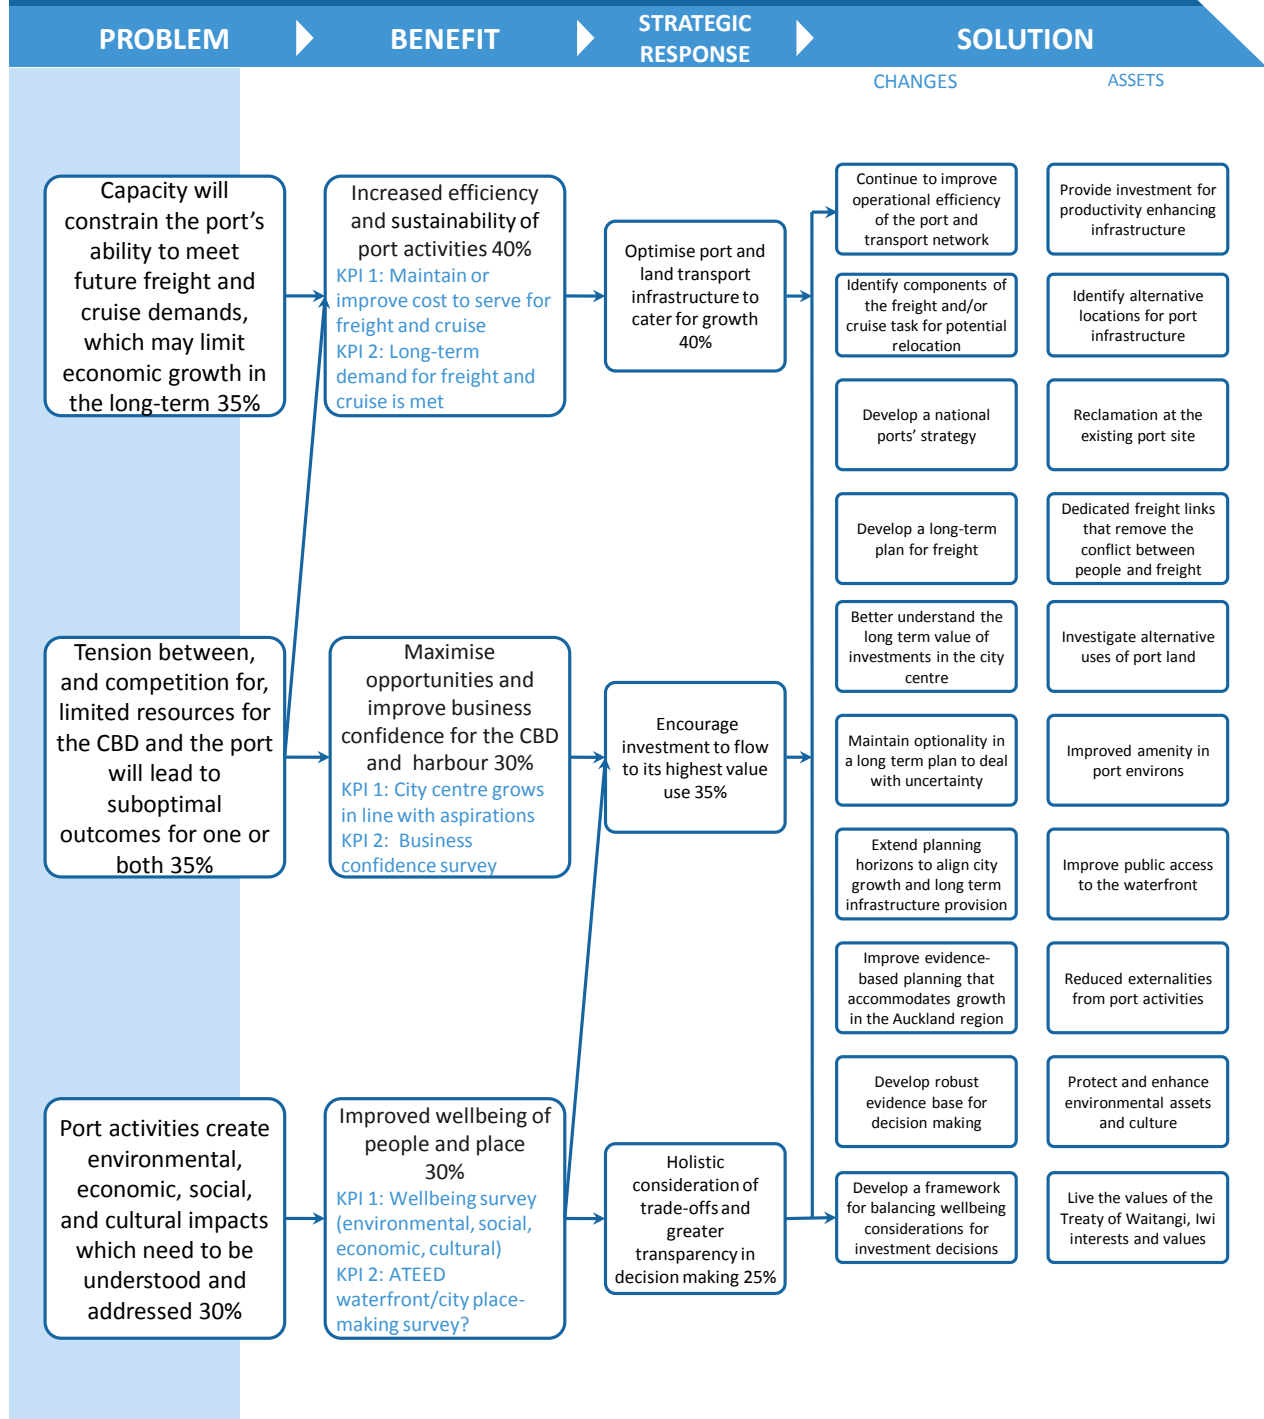 PROBLEM
BENEFIT
STRATEGIC
RESPONSE
SOLUTION
CHANGES
ASSETS
Capacity will
constrain the port's
ability to meet
future freight and
cruise demands,
which may limit
economic growth in
the long-term 35%
Tension between,
and competition for,
limited resources for
the CBD and the port
will lead to
suboptimal
outcomes for one or
both 35%
Port activities create
environmental,
economic, social,
and cultural impacts
which need to be
understood and
addressed 30%
Increased efficiency
and sustainability of
port activities 40%
KPI 1: Maintain or
improve cost to serve for
freight and cruise
KPI 2: Long-term
demand for freight and
cruise is met
Maximise
opportunities and
improve business
confidence for the CBD
and harbour 30%
KPI 1: City centre grows
in line with aspirations
KPI 2: Business
confidence survey
Improved wellbeing of
people and place
30%
KPI 1: Wellbeing survey
(environmental, social,
economic, cultural)
KPI 2: ATEED
waterfront/city place-
making survey?
Optimise port and
land transport
infrastructure to
cater for growth
40%
Encourage
investment to flow
to its highest value
use 35%
Holistic
consideration of
trade-offs and
greater
transparency in
decision making 25%
Continue to improve
operational efficiency
of the port and
transport network
Identify components of
the freight and/or
cruise task for potential
relocation
Develop a national
ports' strategy
Develop a long-term
plan for freight
Better understand the
long term value of
investments in the city
centre
Maintain optionality in
a long term plan to deal
with uncertainty
Extend planning
horizons to align city
growth and long term
infrastructure provision
Improve evidence-
based planning that
accommodates growth
in the Auckland region
Develop robust
evidence base for
decision making
Develop a framework
for balancing wellbeing
considerations for
investment decisions
Provide investment for
productivity enhancing
infrastructure
Identify alternative
locations for port
infrastructure
Reclamation at the
existing port site
Dedicated freight links
that remove the
conflict between
people and freight
Investigate alternative
uses of port land
Improved amenity in
port environs
Improve public access
to the waterfront
Reduced externalities
from port activities
Protect and enhance
environmental assets
and culture
Live the values of the
Treaty of Waitangi, Iwi
interests and values